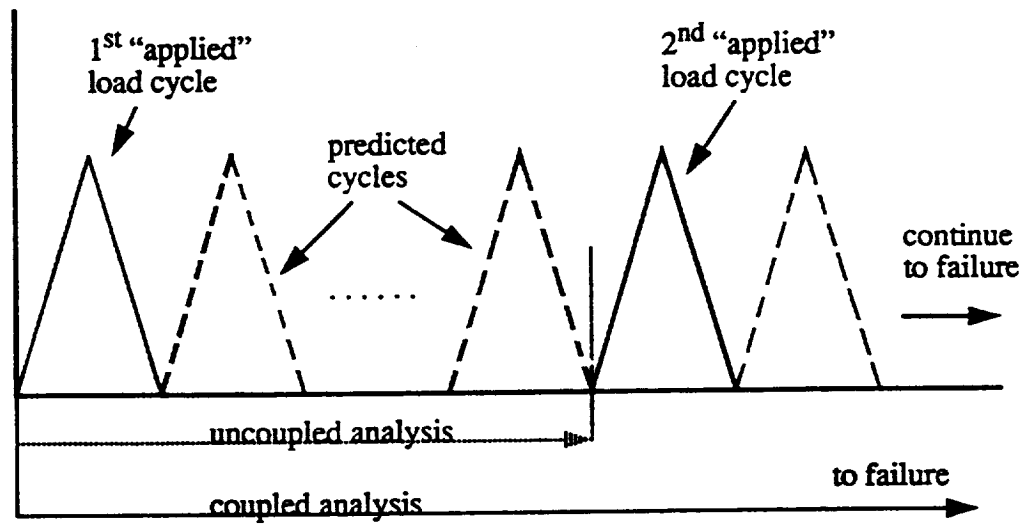 1st “applied”
load cycle
2nd “applied”
load cycle
predicted
cycles
.......
continue
to failure
uncoupled analysis
to failure
coupled analysis